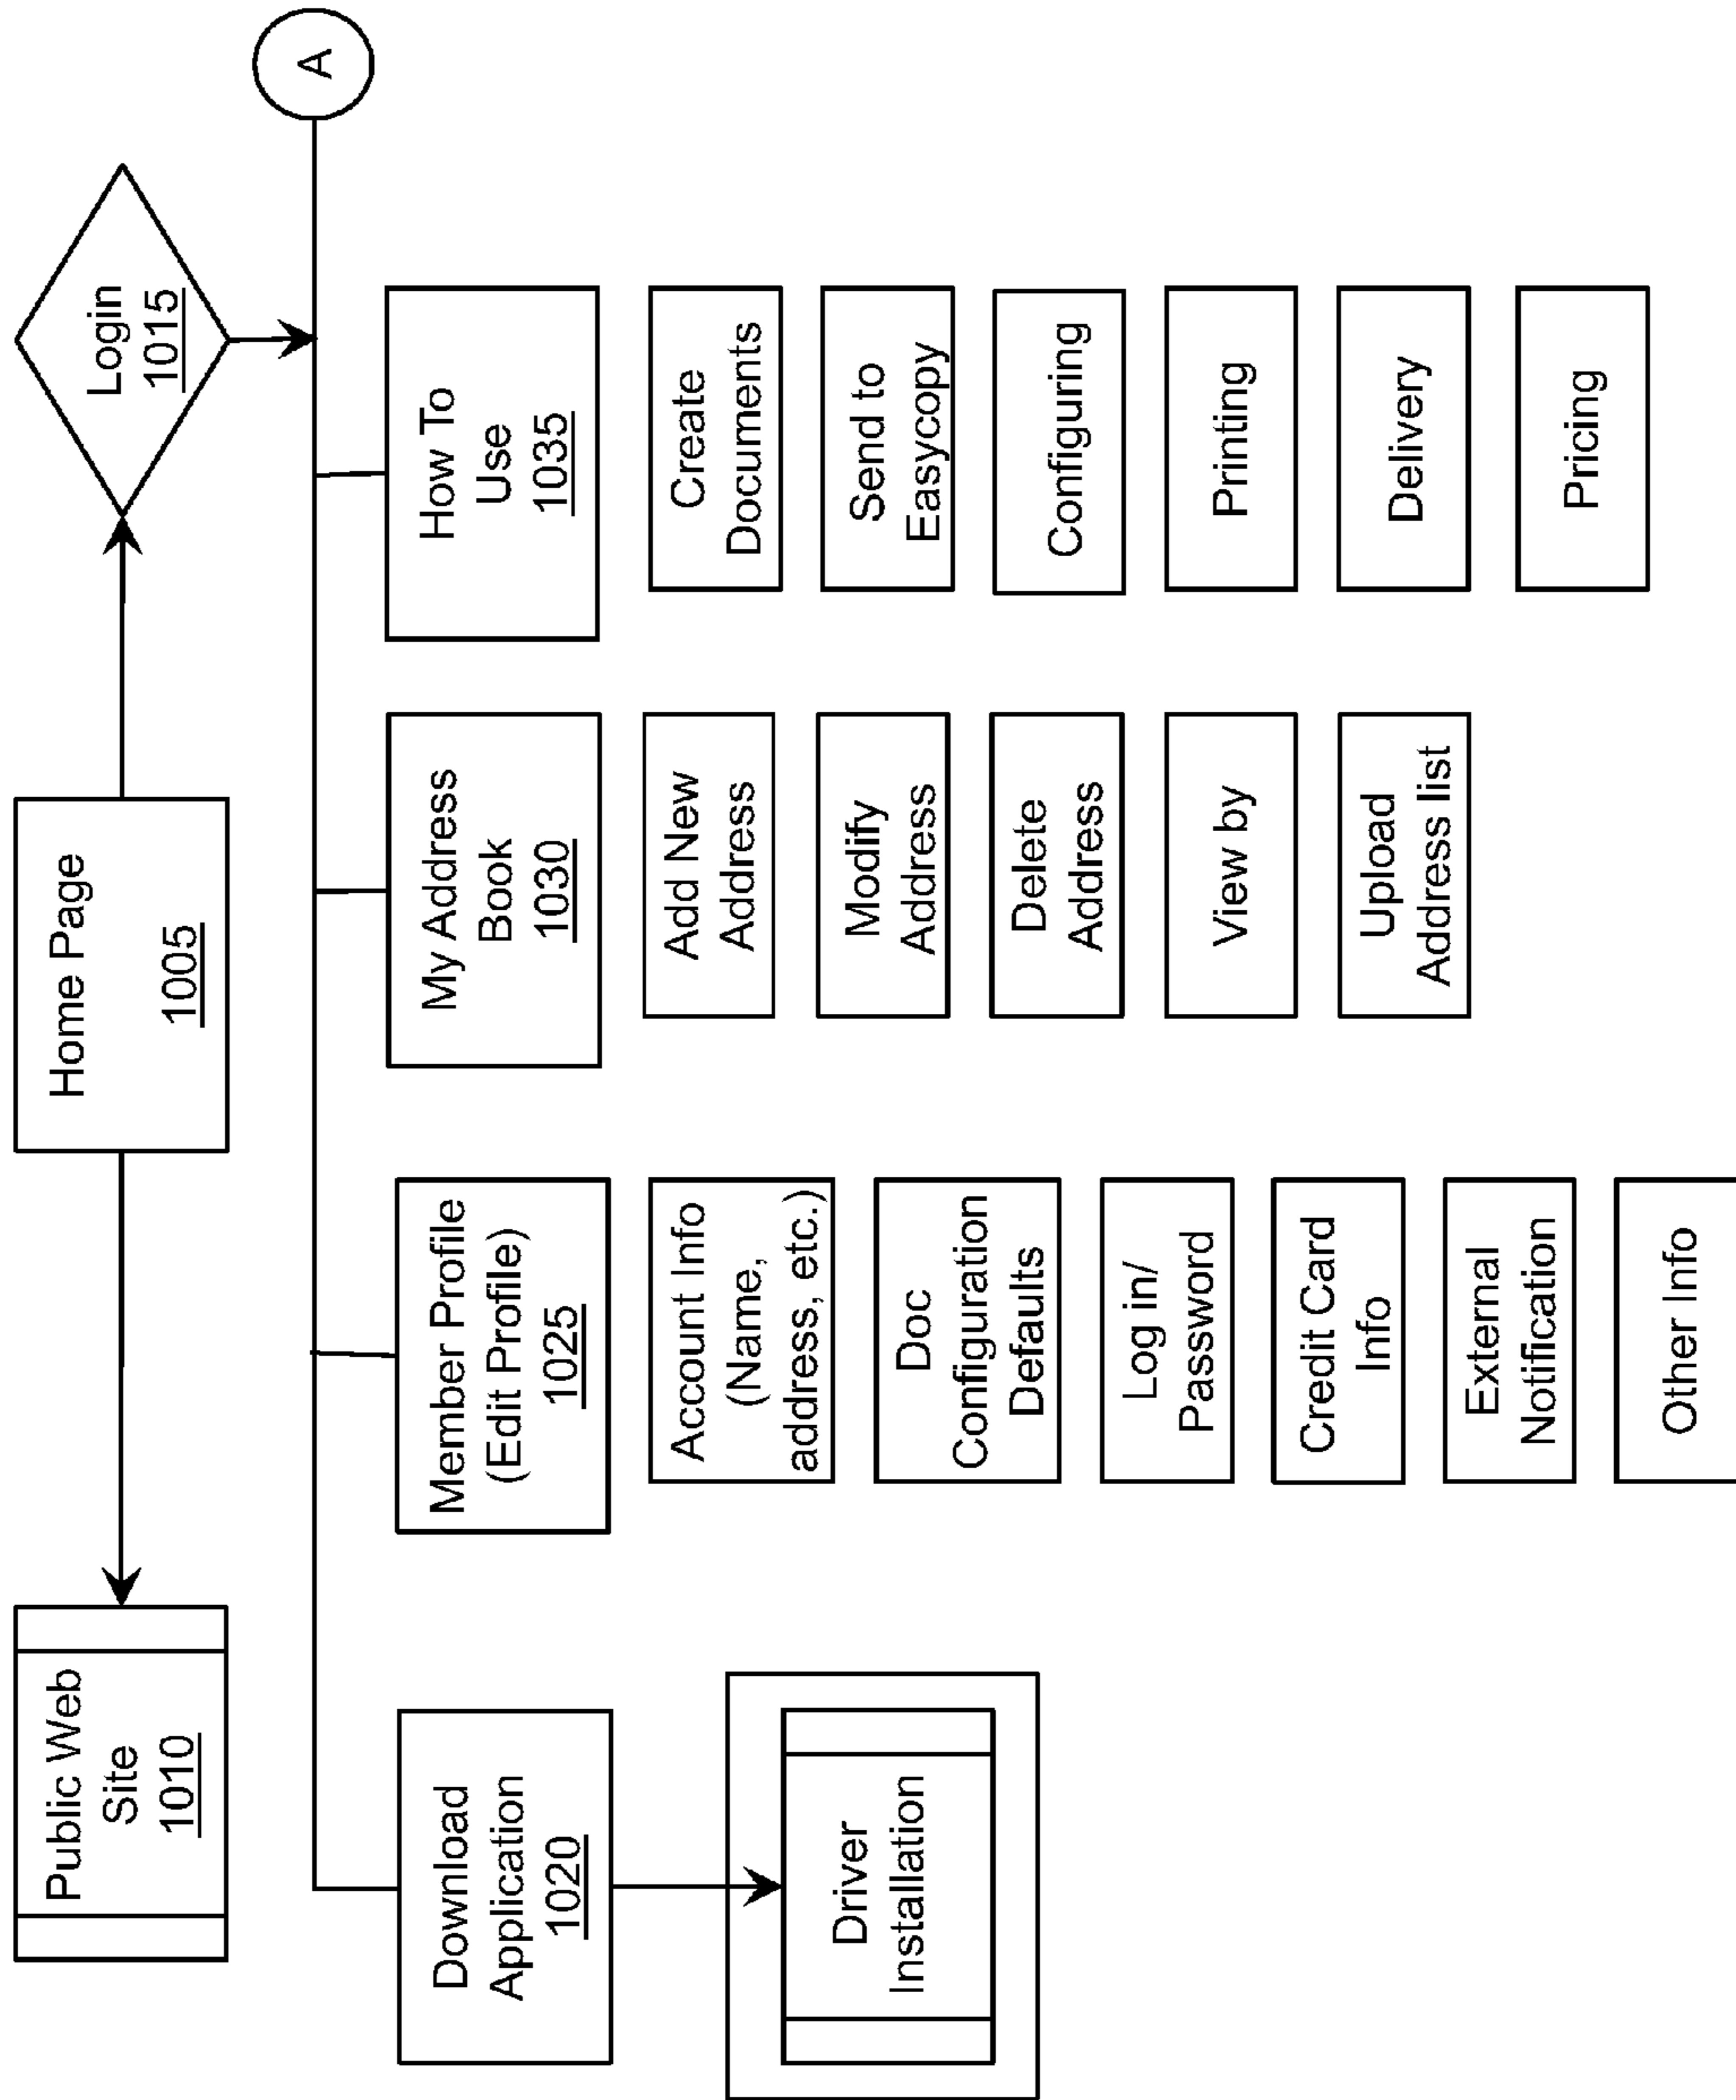 Public Web
Site
1010
Home Page
1005
Login
1015
A
Download
Application
1020
Driver
Installation
Member Profile
(Edit Profile)
1025
Account Info
(Name,
address, etc.)
Doc
Configuration
Defaults
Log in/
Password
Credit Card
Info
External
Notification
Other Info
My Address
Book
1030
Add New
Address
Modify
Address
Delete
Address
View by
Upload
Address list
How To
Use
1035
Create
Documents
Send to
Easycopy
Configuring
Printing
Delivery
Pricing